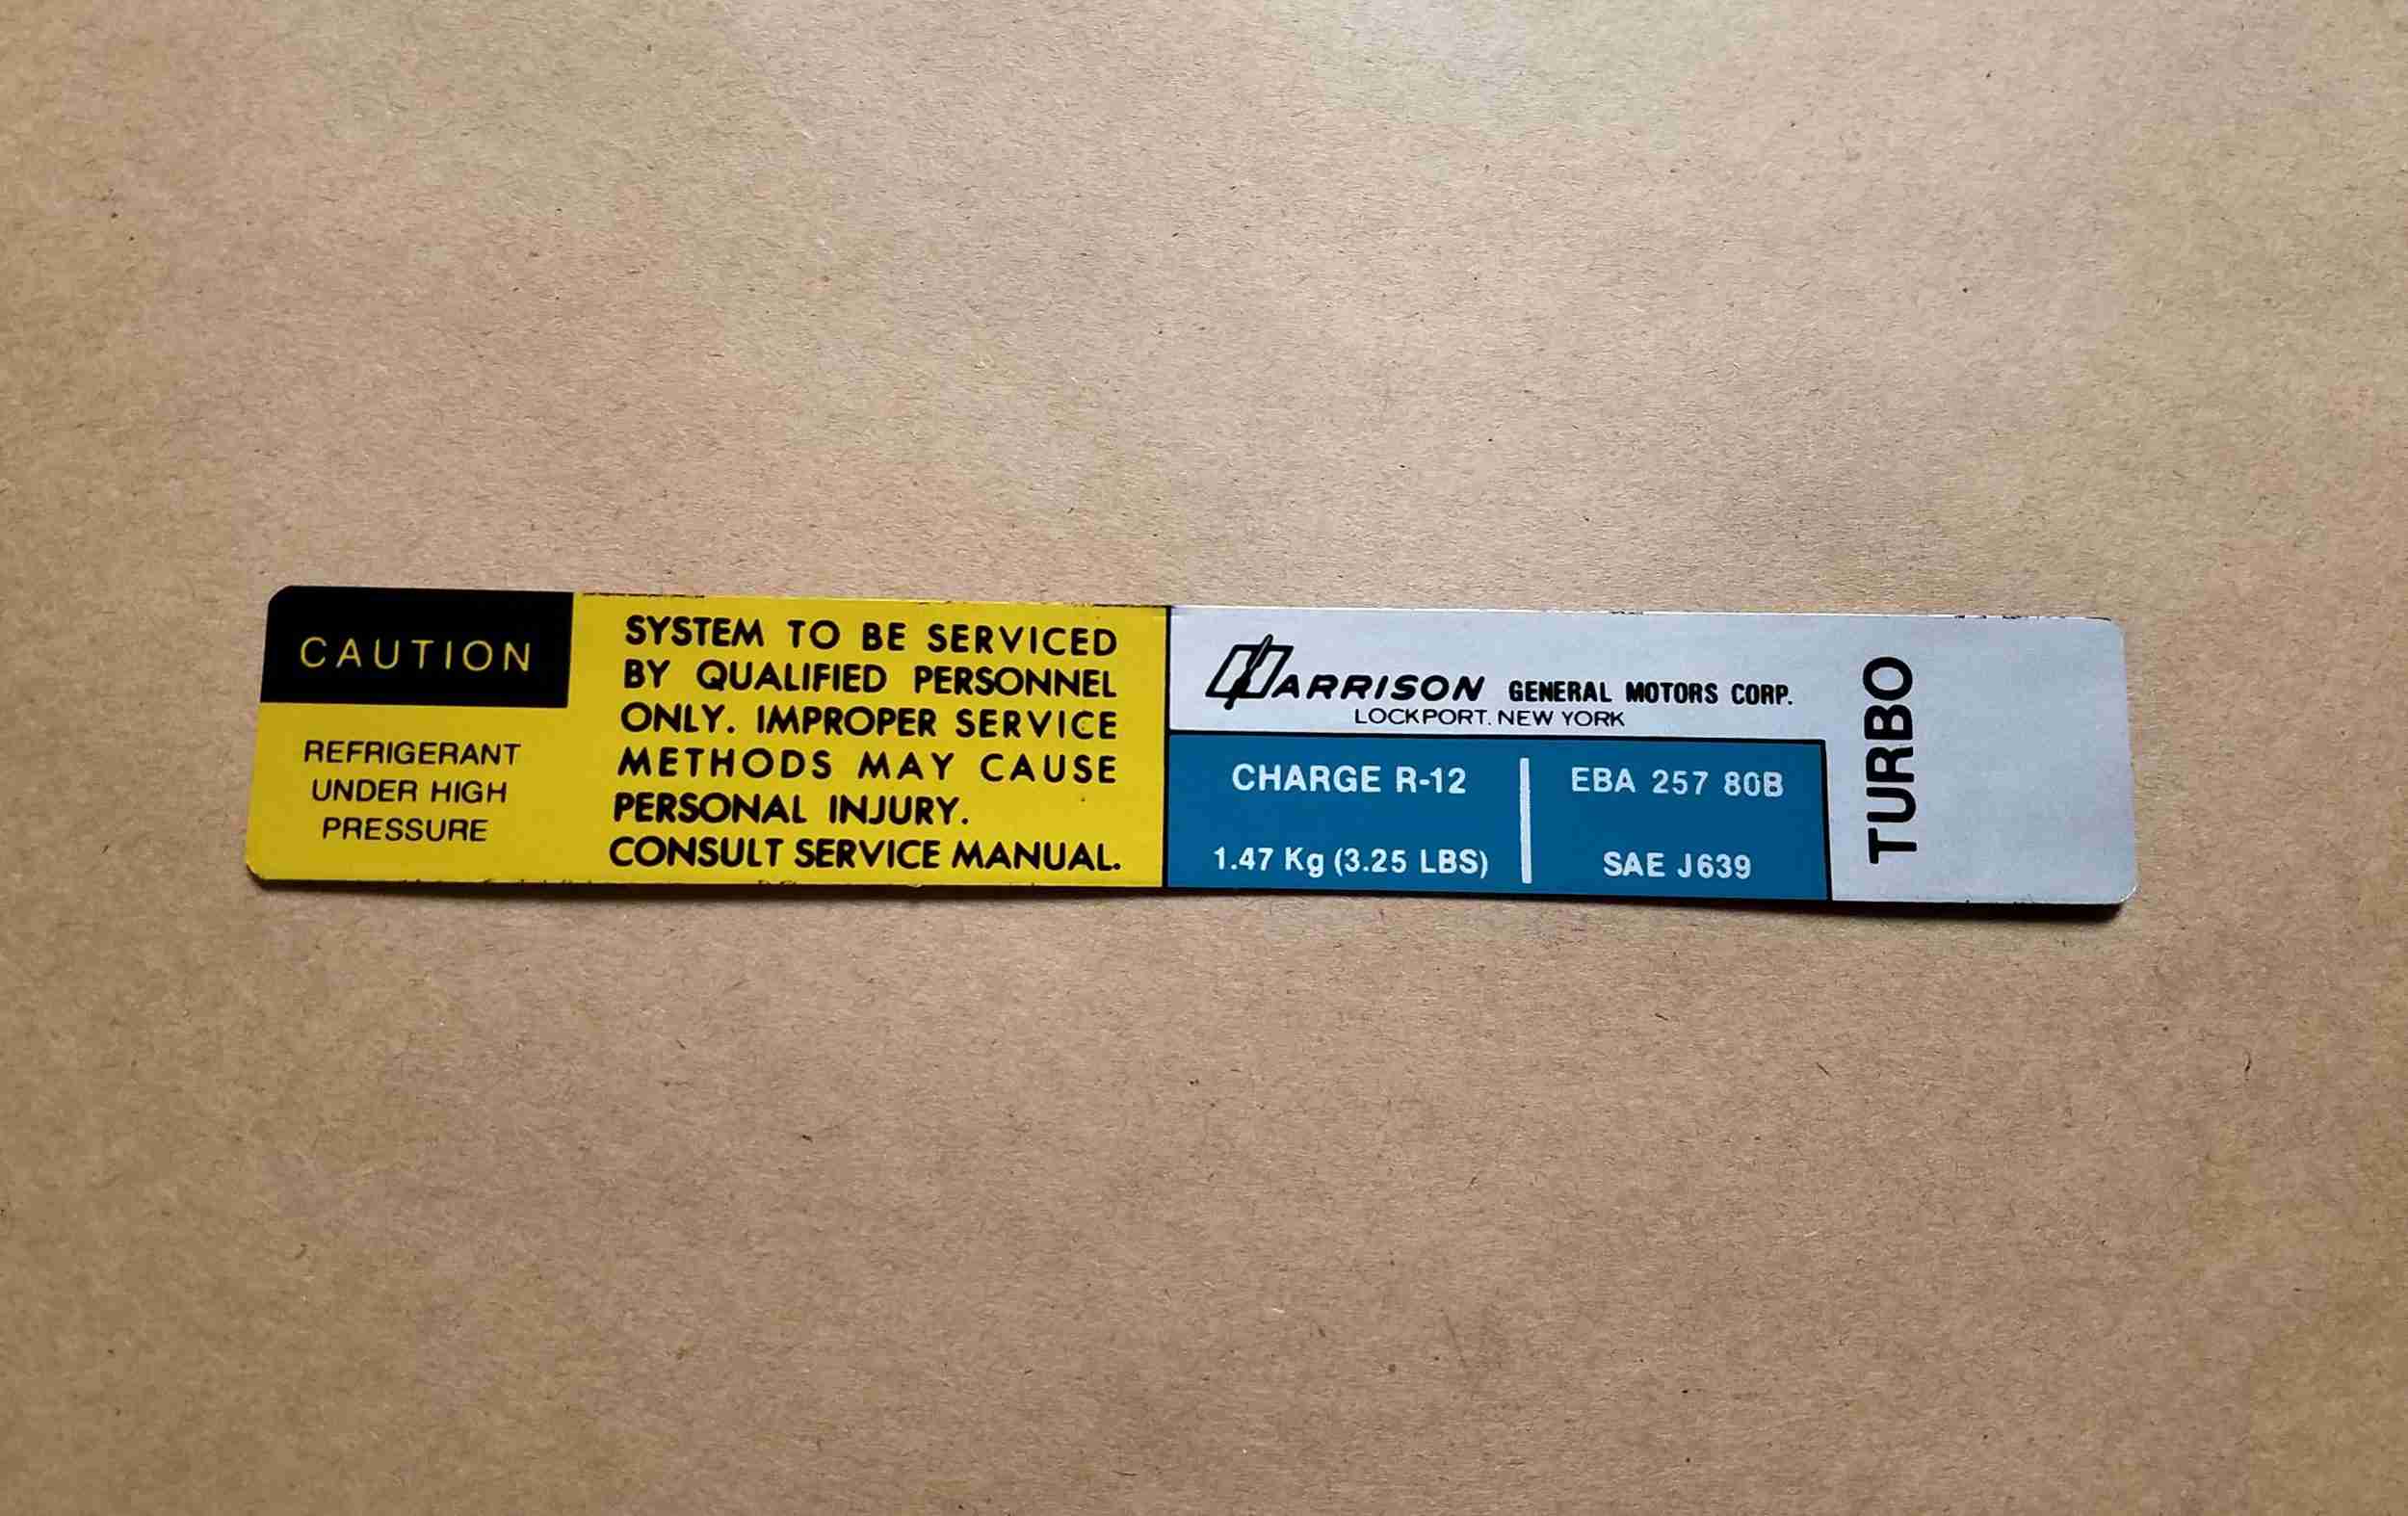 CAUTION
REFRIGERANT
UNDER HIGH
PRESSURE
SYSTEM TO BE SERVICED
BY QUALIFIED PERSONNEL
ONLY. IMPROPER SERVICE
METHODS MAY CAUSE
PERSONAL INJURY.
CONSULT SERVICE MANUAL.
HARRISON GENERAL MOTORS CORP.
LOCKPORT, NEW YORK
CHARGE R-12
1.47 Kg (3.25 LBS)
EBA 257 80B
SAE J639
TURBO